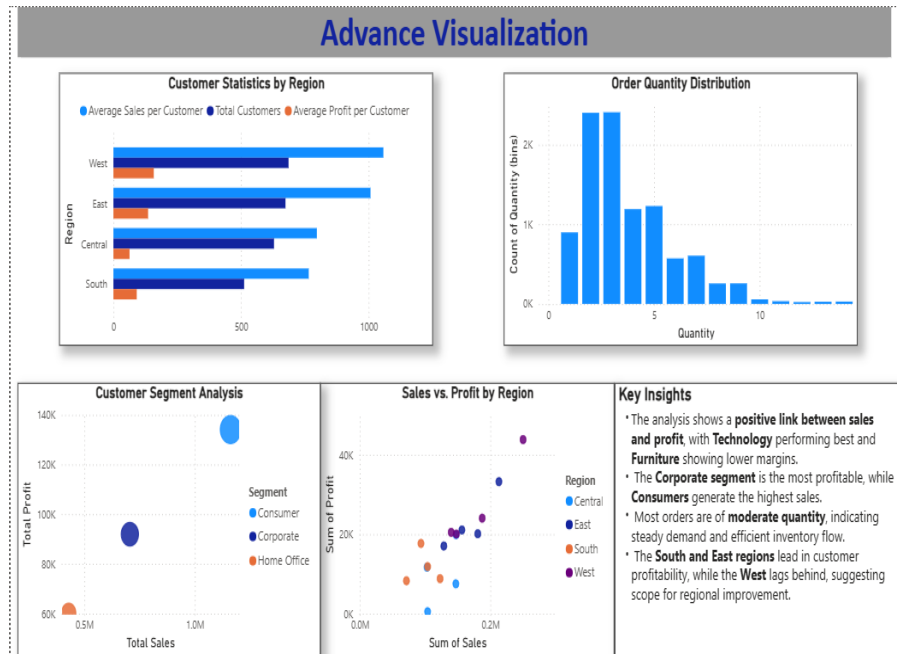 Advance Visualization
Customer Statistics by Region
Average Sales per Customer Total Customers Average Profit per Customer
Region
West
East
Central
South
0 500 1000
Order Quantity Distribution
Count of Quantity (bins)
2K
1K
0K
0 5 10
Quantity
Customer Segment Analysis
Total Profit
140K
120K
100K
80K
60K
0.5M 1.0M
Total Sales
Segment
Consumer
Corporate
Home Office
Sales vs. Profit by Region
Sum of Profit
40K
20K
0K
0.0M 0.2M
Sum of Sales
Region
Central
East
South
West
Key Insights
• The analysis shows a positive link between sales
and profit, with Technology performing best and
Furniture showing lower margins.
• The Corporate segment is the most profitable, while
Consumers generate the highest sales.
• Most orders are of moderate quantity, indicating
steady demand and efficient inventory flow.
• The South and East regions lead in customer
profitability, while the West lags behind, suggesting
scope for regional improvement.